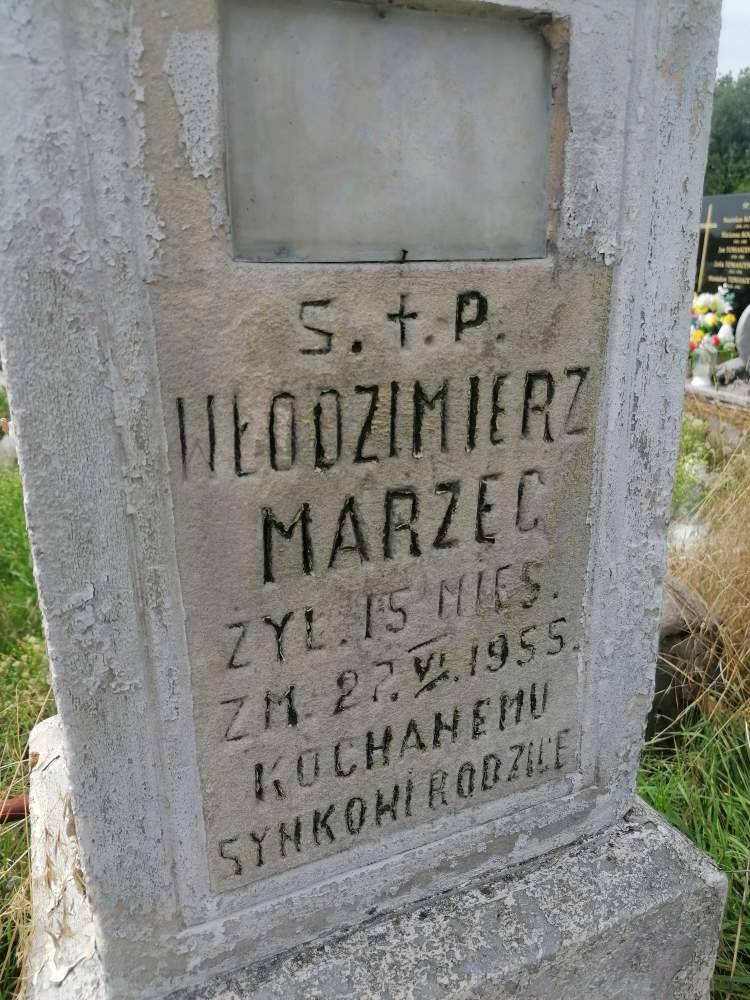 S. † P.
WŁODZIMIERZ
MARZEC
ŻYŁ. 15 MIES.
ZM. 27. VI. 1955.
KOCHANEMU
SYNKOWI RODZICE